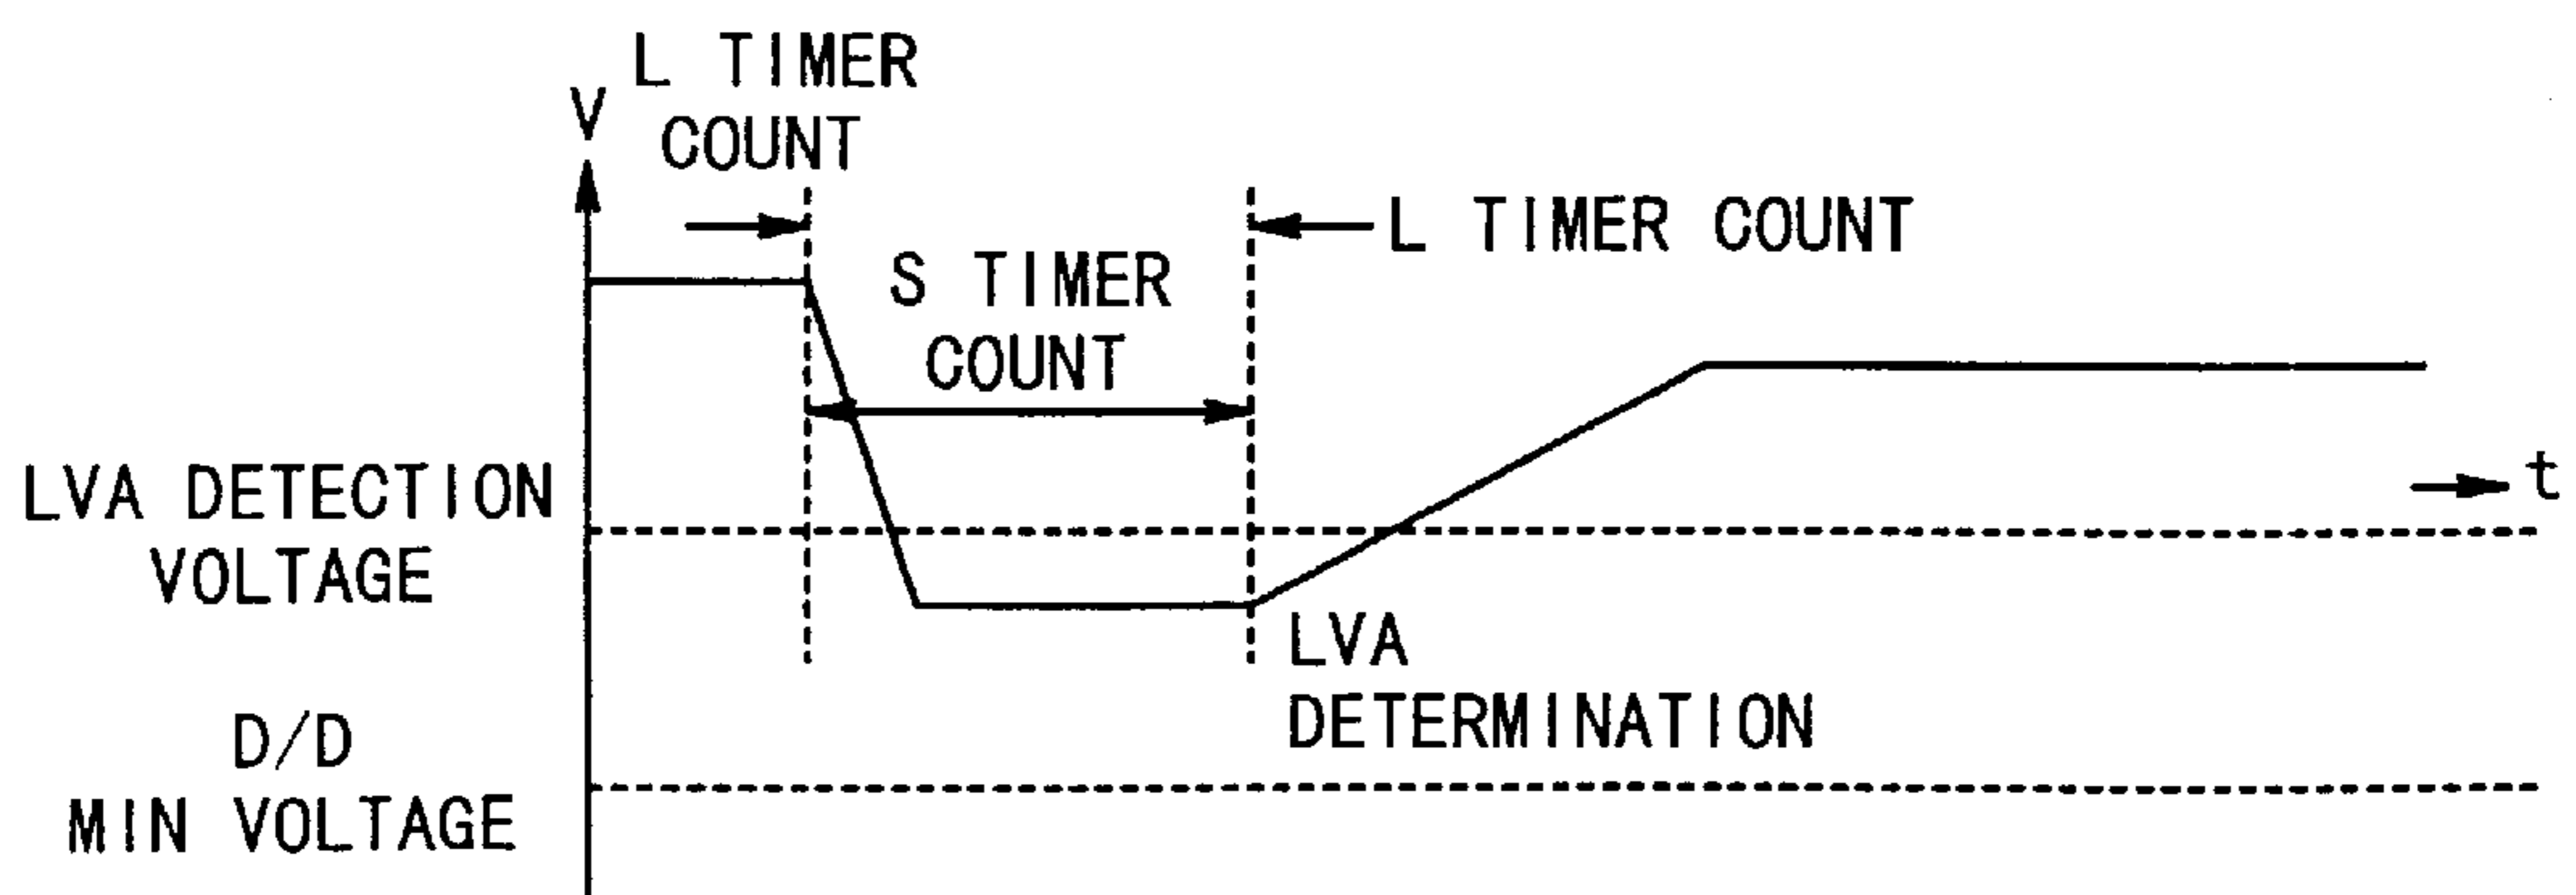 L TIMER
COUNT
V
L TIMER COUNT
S TIMER
COUNT
LVA DETECTION
VOLTAGE
t
LVA
DETERMINATION
D/D
MIN VOLTAGE